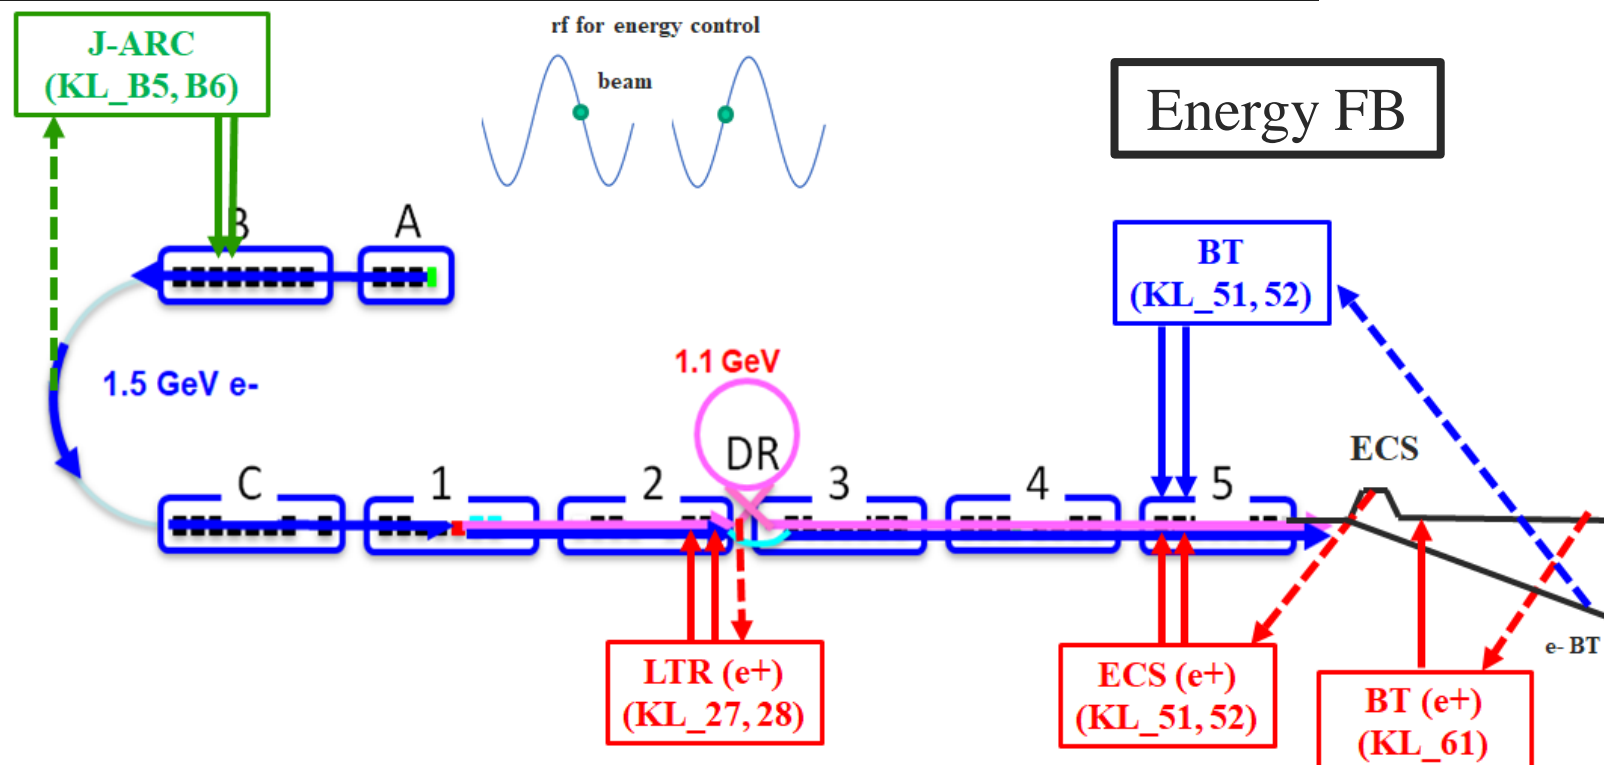 rf for energy control
beam
J-ARC
(KL_B5, B6)
Energy FB
B
A
BT
(KL_51, 52)
1.5 GeV e-
1.1 GeV
DR
ECS
C
1
2
3
4
5
LTR (e+)
(KL_27, 28)
ECS (e+)
(KL_51, 52)
e- BT
BT (e+)
(KL_61)